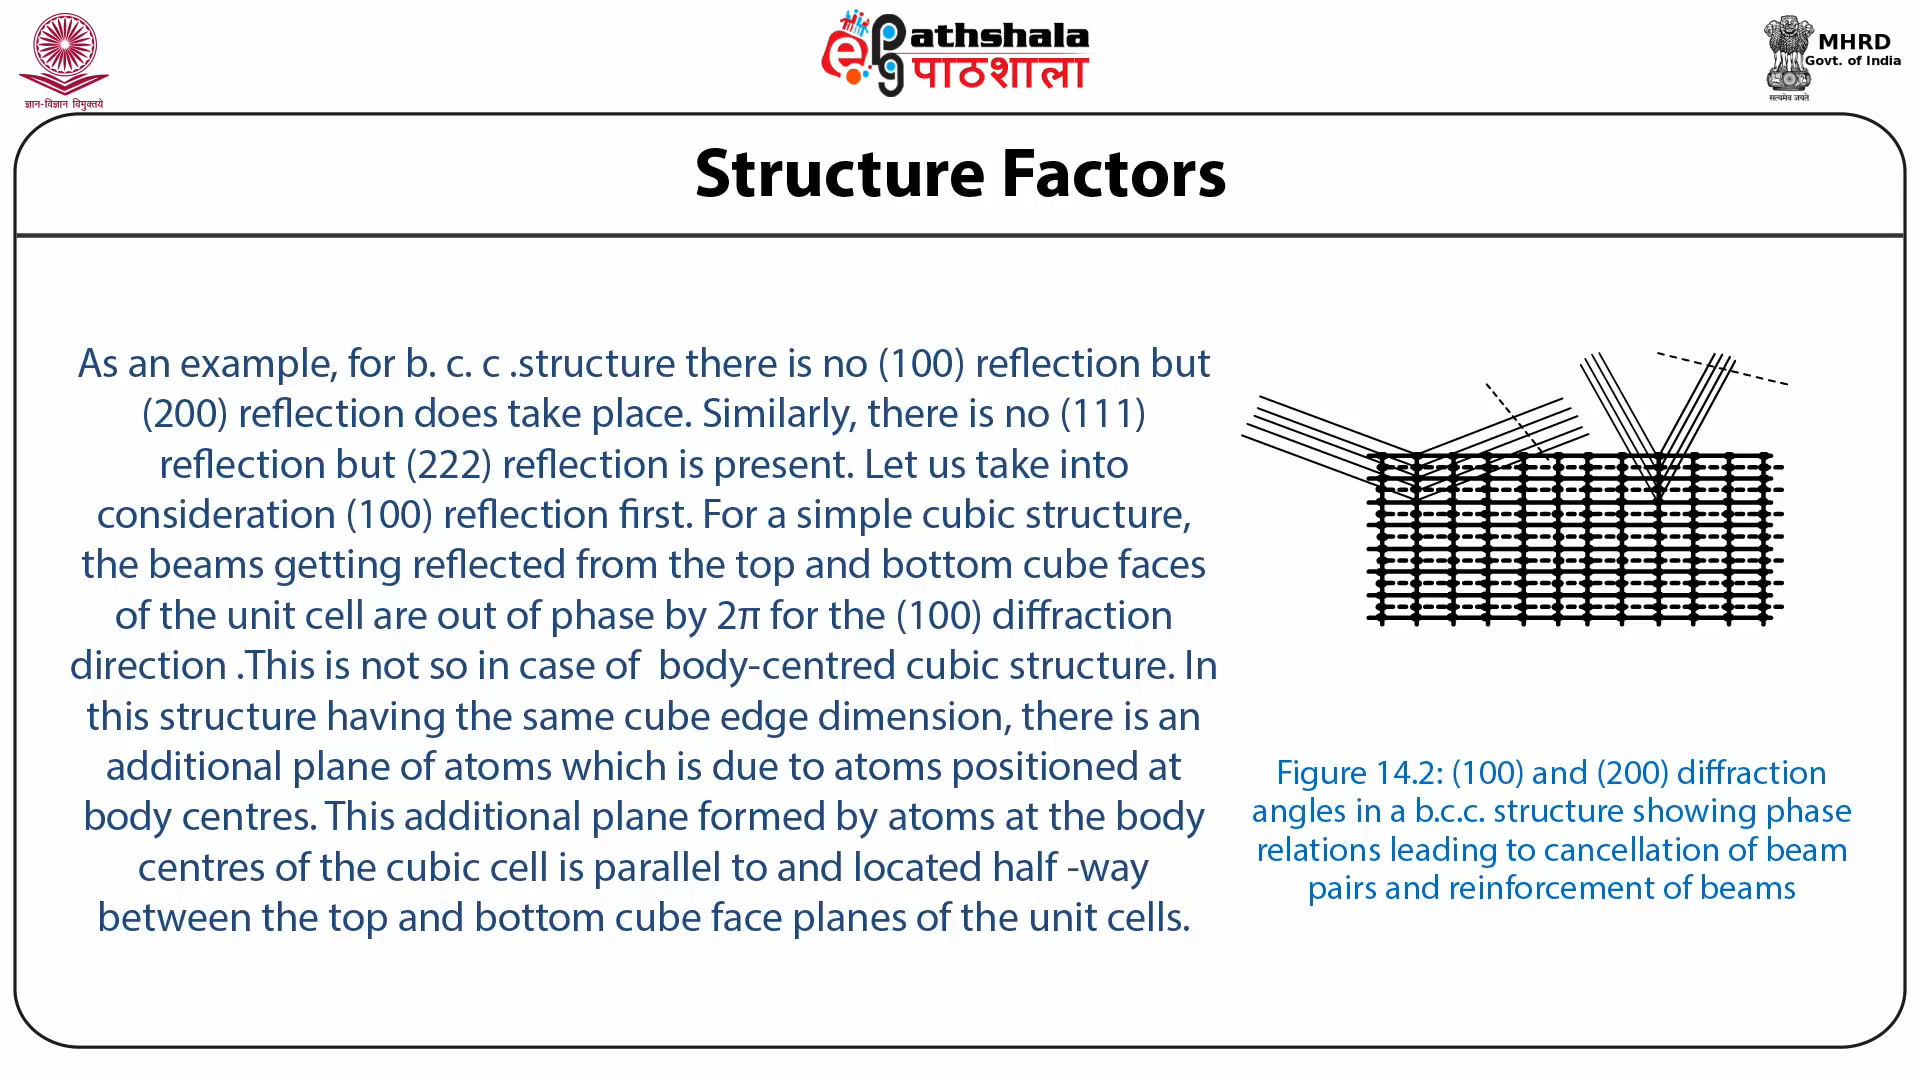 ज्ञान-विज्ञान विमुक्तये
ePathshala
पाठशाला
MHRD
Govt. of India
सत्यमेव जयते
Structure Factors
As an example, for b. c. c .structure there is no (100) reflection but
(200) reflection does take place. Similarly, there is no (111)
reflection but (222) reflection is present. Let us take into
consideration (100) reflection first. For a simple cubic structure,
the beams getting reflected from the top and bottom cube faces
of the unit cell are out of phase by 2π for the (100) diffraction
direction .This is not so in case of  body-centred cubic structure. In
this structure having the same cube edge dimension, there is an
additional plane of atoms which is due to atoms positioned at
body centres. This additional plane formed by atoms at the body
centres of the cubic cell is parallel to and located half -way
between the top and bottom cube face planes of the unit cells.
Figure 14.2: (100) and (200) diffraction
angles in a b.c.c. structure showing phase
relations leading to cancellation of beam
pairs and reinforcement of beams